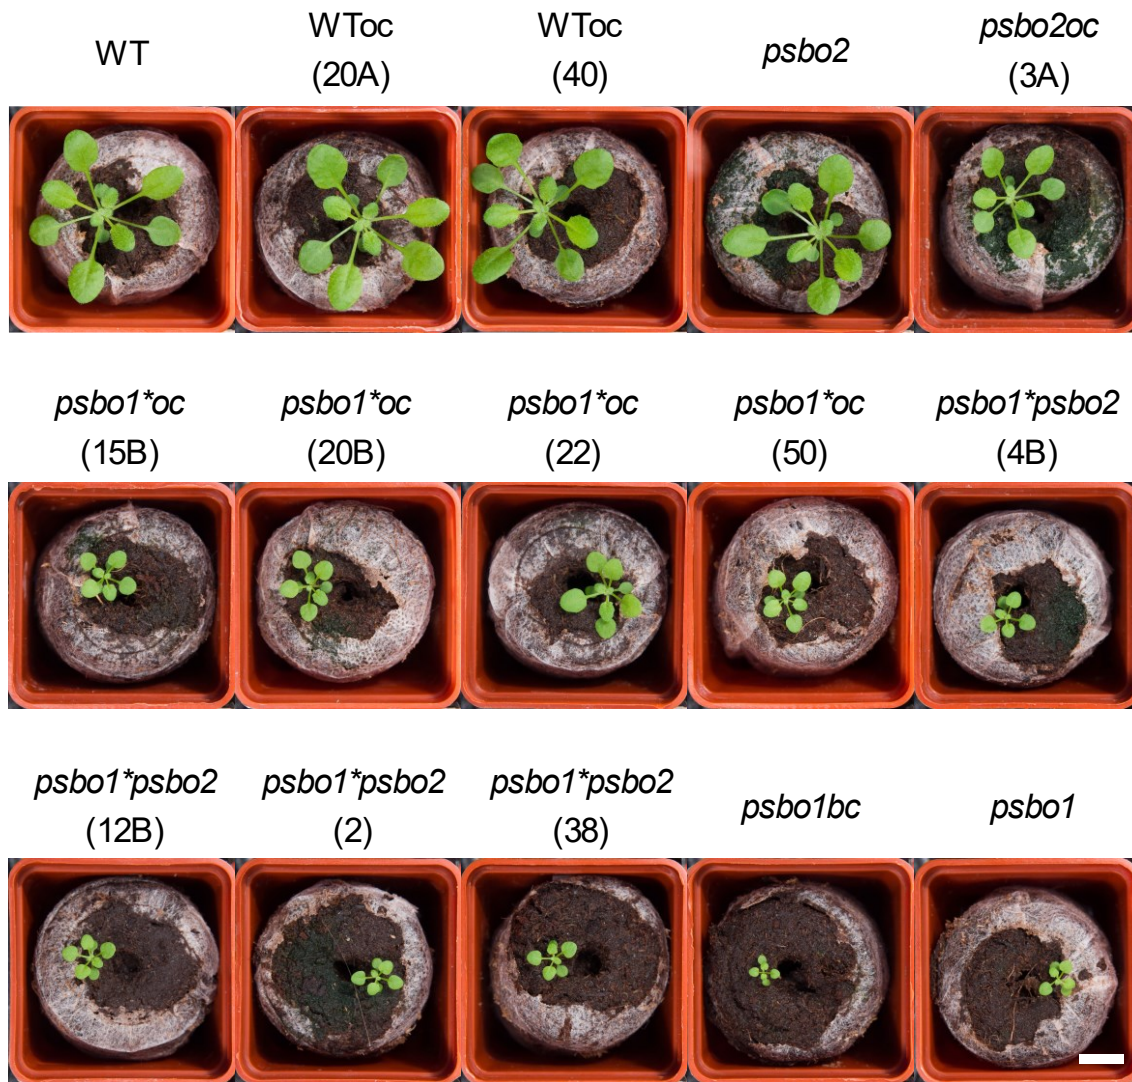 WT
WToc
(20A)
WToc
(40)
psbo2
psbo2oc
(3A)
psbo1*oc
(15B)
psbo1*oc
(20B)
psbo1*oc
(22)
psbo1*oc
(50)
psbo1*psbo2
(4B)
psbo1*psbo2
(12B)
psbo1*psbo2
(2)
psbo1*psbo2
(38)
psbo1bc
psbo1